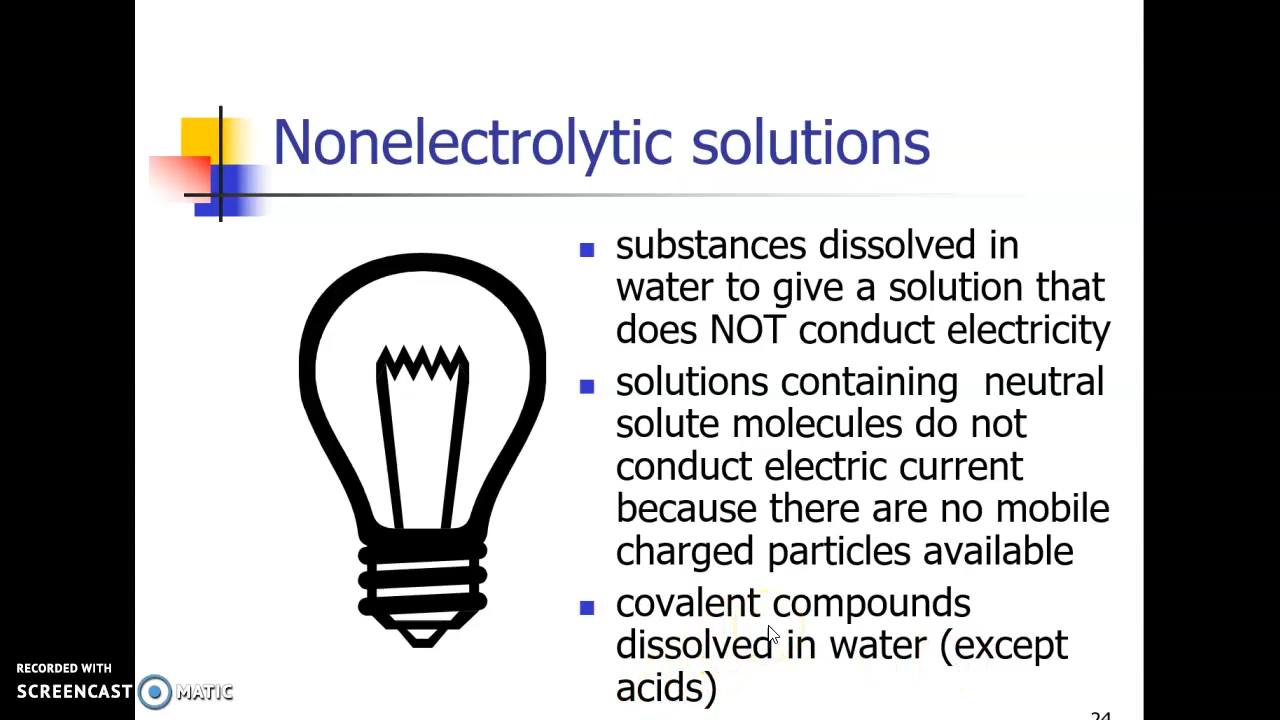 Nonelectrolytic solutions
substances dissolved in
water to give a solution that
does NOT conduct electricity
solutions containing  neutral
solute molecules do not
conduct electric current
because there are no mobile
charged particles available
covalent compounds
dissolved in water (except
acids)
RECORDED WITH
SCREENCAST MATIC
24